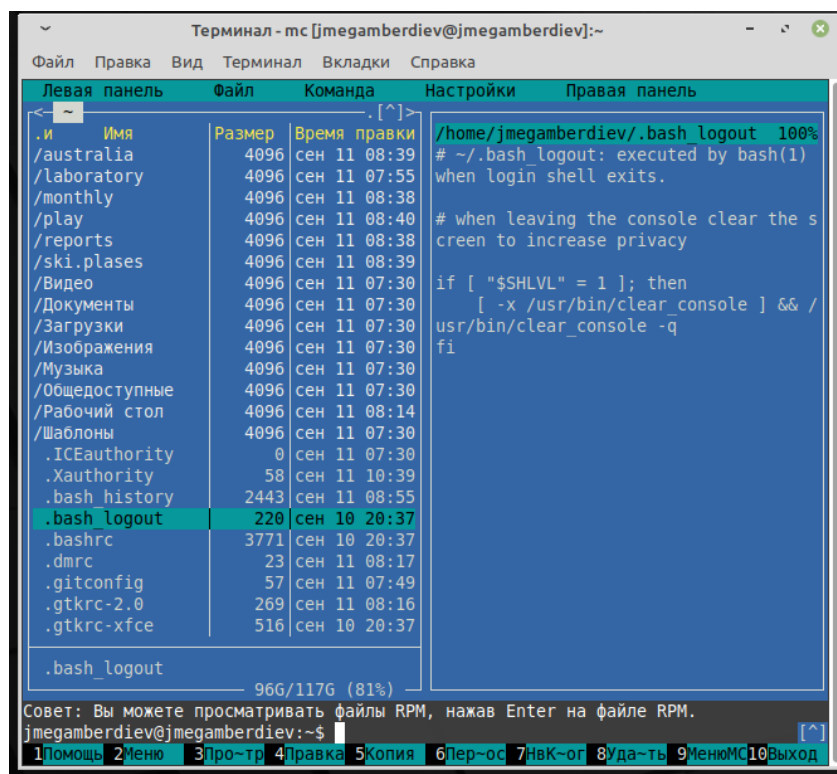 Терминал - mc [jmegamberdiev@jmegamberdiev]:~
Файл Правка Вид Терминал Вкладки Справка
Левая панель Файл Команда Настройки Правая панель
<— ~ .[^]>
.и Имя Размер Время правки
/australia 4096 сен 11 08:39
/laboratory 4096 сен 11 07:55
/monthly 4096 сен 11 08:38
/play 4096 сен 11 08:40
/reports 4096 сен 11 08:38
/ski.plases 4096 сен 11 08:39
/Видео 4096 сен 11 07:30
/Документы 4096 сен 11 07:30
/Загрузки 4096 сен 11 07:30
/Изображения 4096 сен 11 07:30
/Музыка 4096 сен 11 07:30
/Общедоступные 4096 сен 11 07:30
/Рабочий стол 4096 сен 11 08:14
/Шаблоны 4096 сен 11 07:30
.ICEauthority 0 сен 11 07:30
.Xauthority 58 сен 11 10:39
.bash_history 2443 сен 11 08:55
.bash_logout 220 сен 10 20:37
.bashrc 3771 сен 10 20:37
.dmrc 23 сен 11 08:17
.gitconfig 57 сен 11 07:49
.gtkrc-2.0 269 сен 11 08:16
.gtkrc-xfce 516 сен 10 20:37
.bash_logout
96G/117G (81%)
/home/jmegamberdiev/.bash_logout 100%
# ~/.bash_logout: executed by bash(1)
when login shell exits.
# when leaving the console clear the s
creen to increase privacy
if [ "$SHLVL" = 1 ]; then
[ -x /usr/bin/clear_console ] && /
usr/bin/clear_console -q
fi
Совет: Вы можете просматривать файлы RPM, нажав Enter на файле RPM.
jmegamberdiev@jmegamberdiev:~$ [^]
1Помощь 2Меню 3Про~тр 4Правка 5Копия 6Пер~ос 7НвК~ог 8Уда~ть 9МенюМС 10Выход